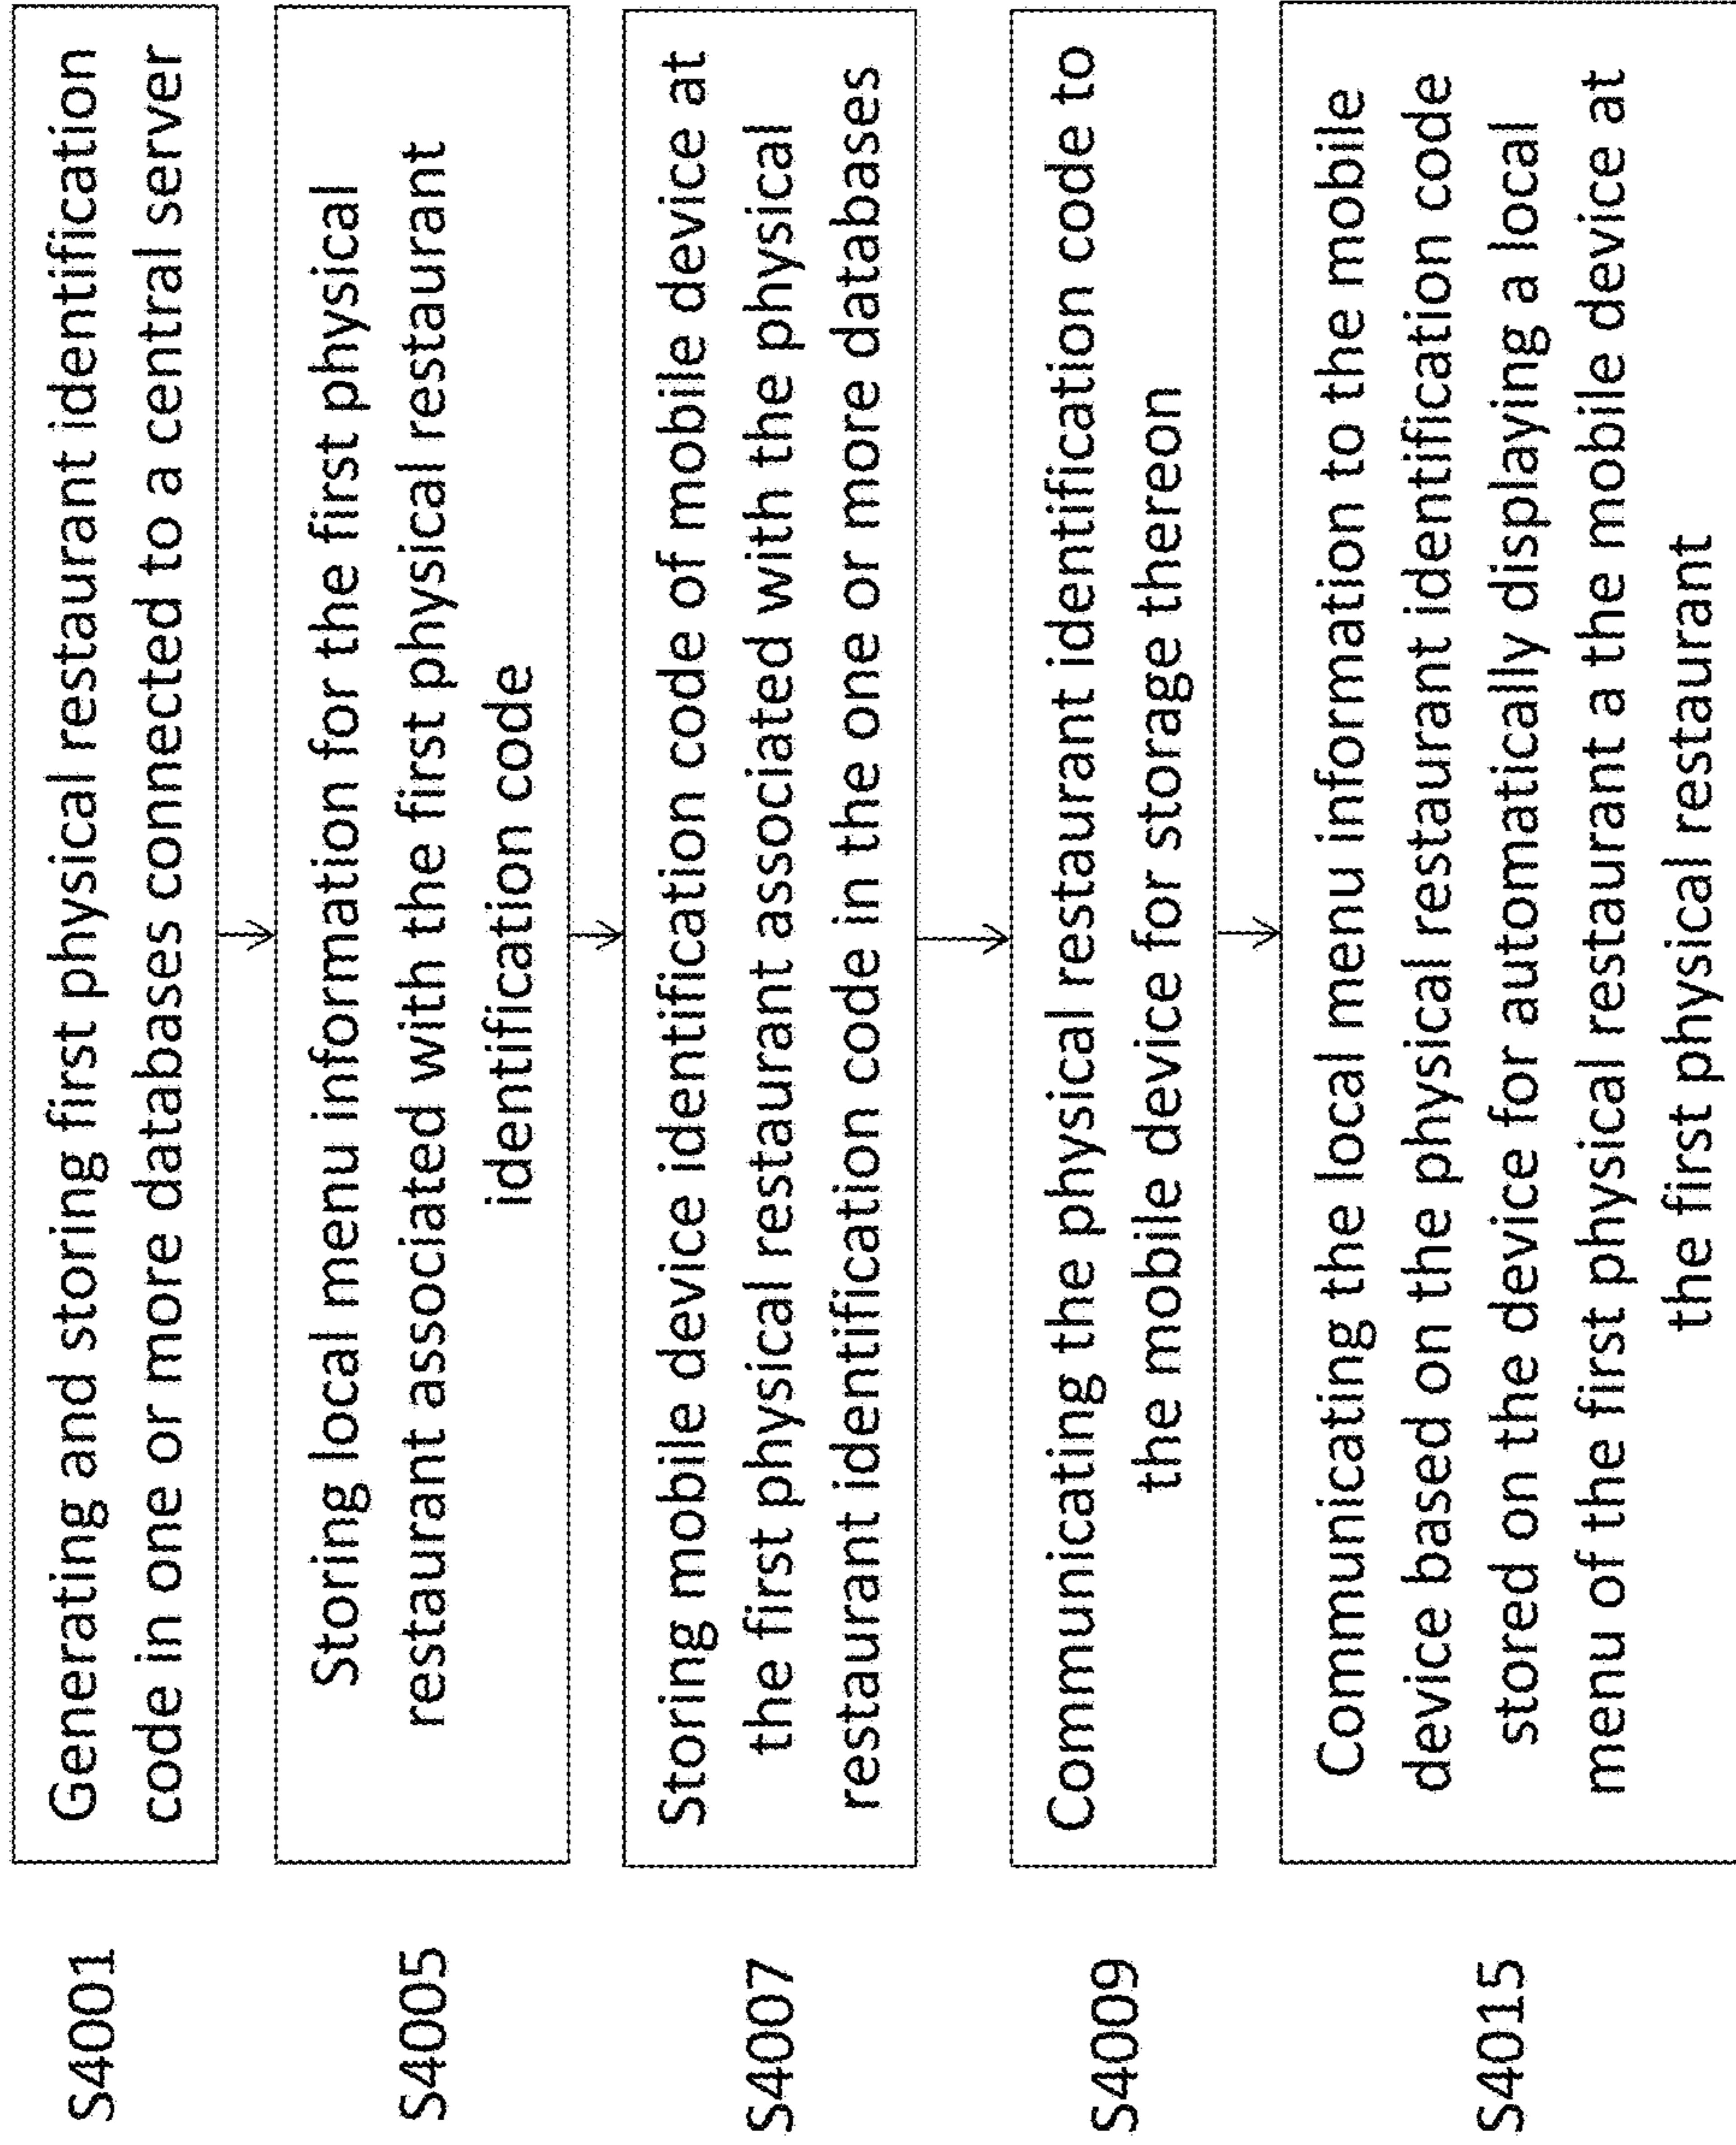 S4001
Generating and storing first physical restaurant identification
code in one or more databases connected to a central server
S4005
Storing local menu information for the first physical
restaurant associated with the first physical restaurant
identification code
S4007
Storing mobile device identification code of mobile device at
the first physical restaurant associated with the physical
restaurant identification code in the one or more databases
S4009
Communicating the physical restaurant identification code to
the mobile device for storage thereon
S4015
Communicating the local menu information to the mobile
device based on the physical restaurant identification code
stored on the device for automatically displaying a local
menu of the first physical restaurant a the mobile device at
the first physical restaurant